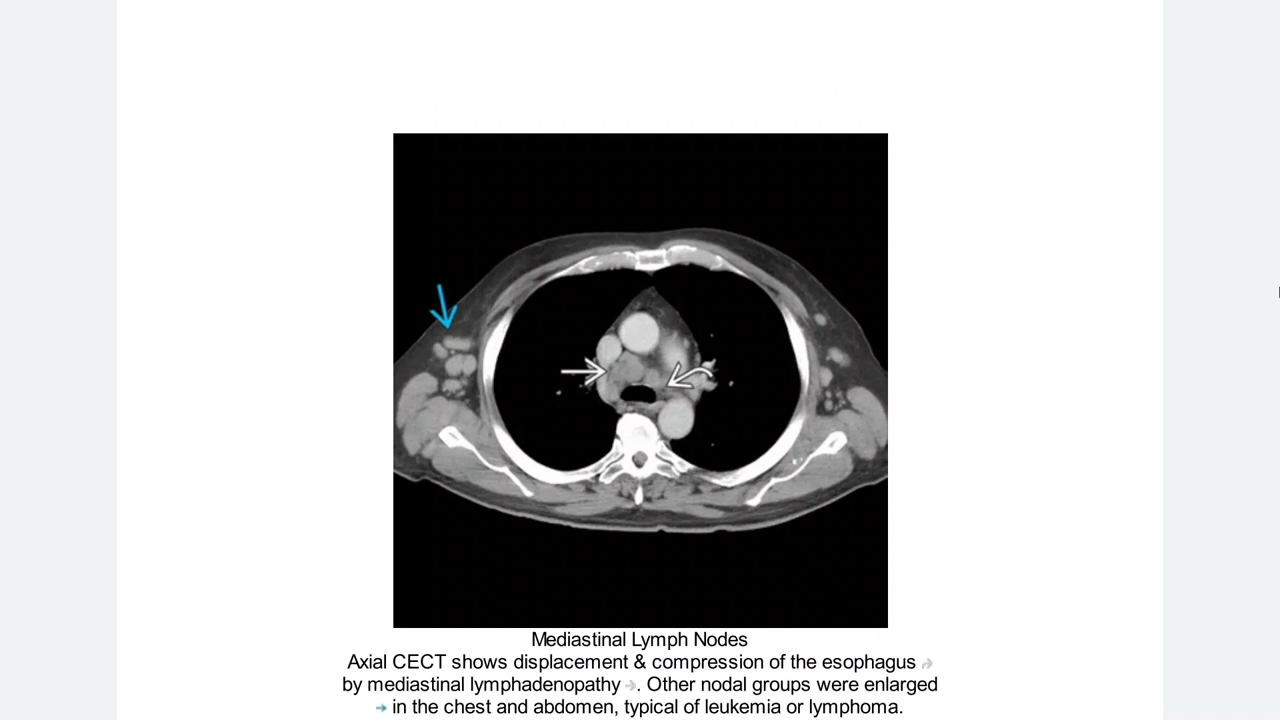 Mediastinal Lymph Nodes
Axial CECT shows displacement & compression of the esophagus
by mediastinal lymphadenopathy . Other nodal groups were enlarged
in the chest and abdomen, typical of leukemia or lymphoma.